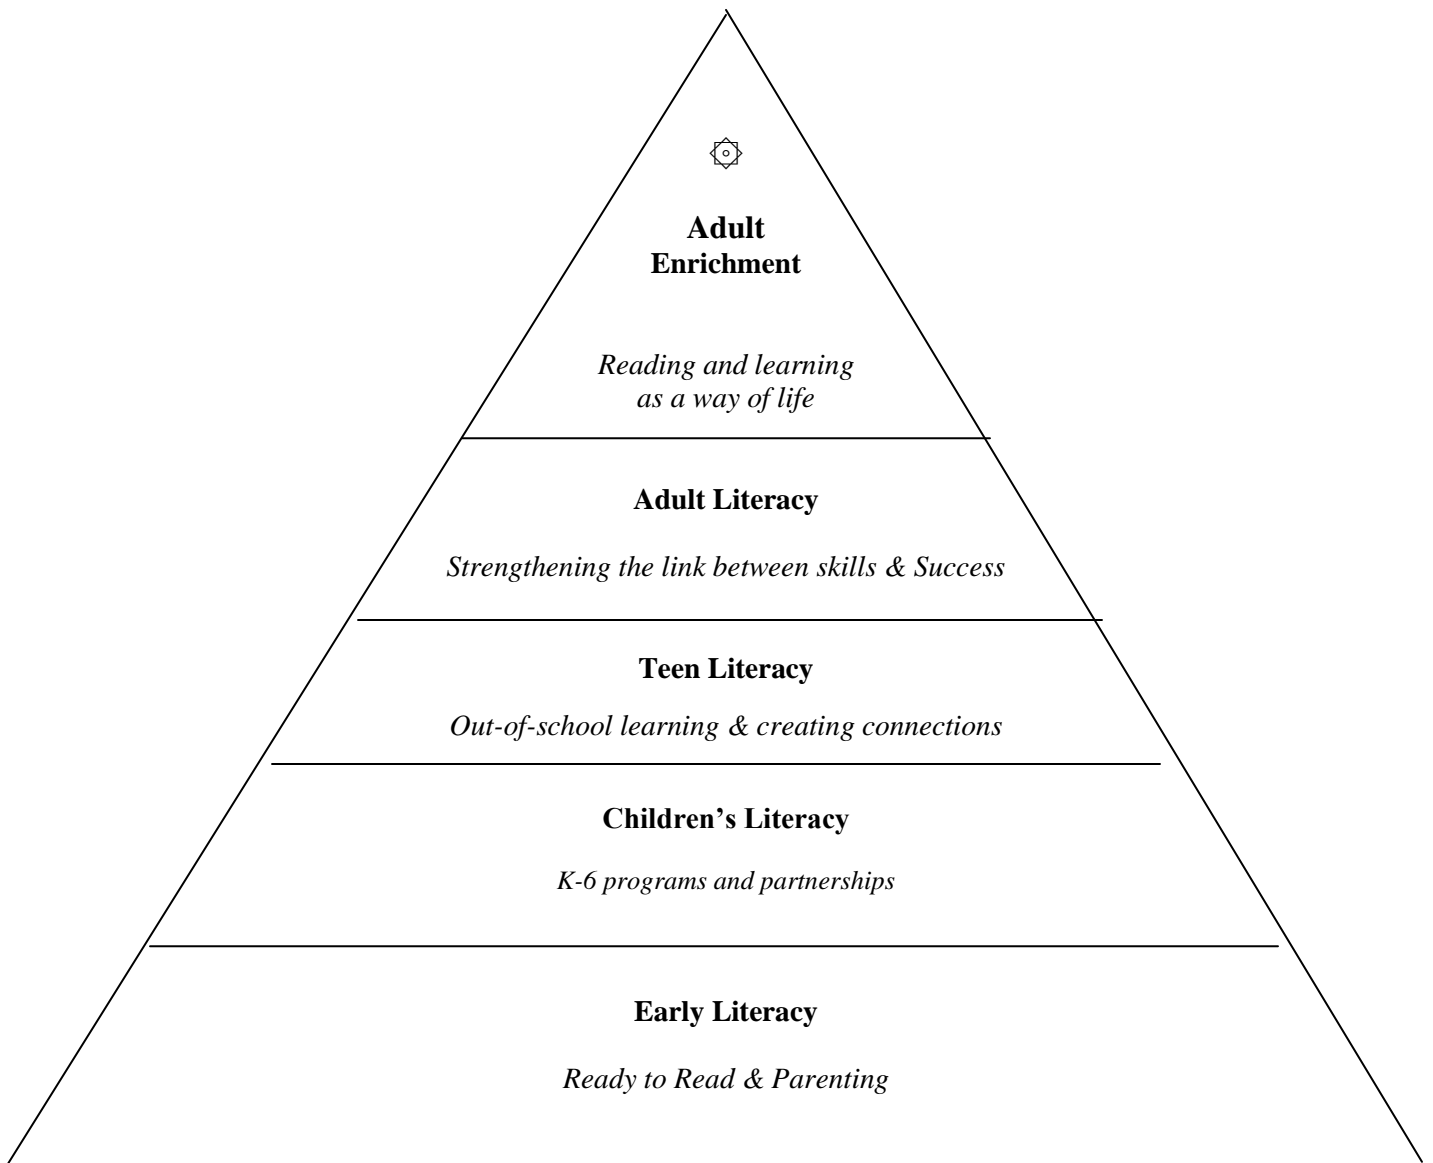 Adult
Enrichment
Reading and learning
as a way of life
Adult Literacy
Strengthening the link between skills & Success
Teen Literacy
Out-of-school learning & creating connections
Children’s Literacy
K-6 programs and partnerships
Early Literacy
Ready to Read & Parenting